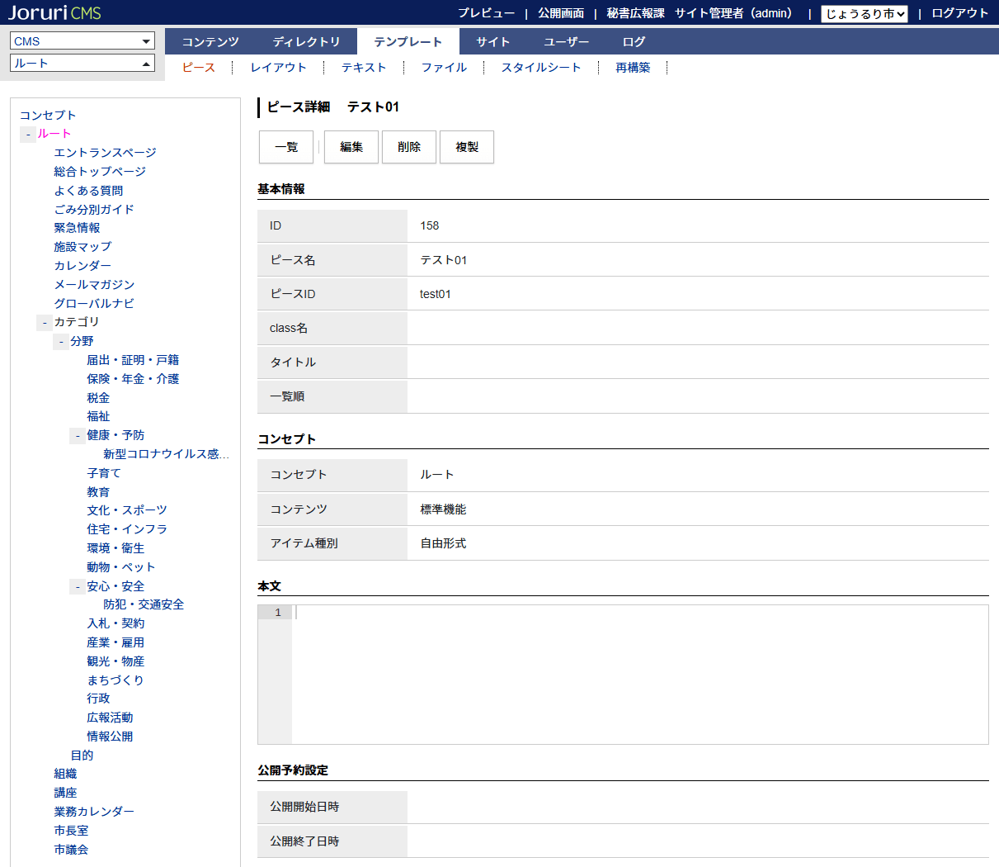 Joruri CMS
プレビュー | 公開画面 | 秘書広報課 サイト管理者（admin） | じょうるり市 | ログアウト
CMS
ルート
コンテンツ ディレクトリ テンプレート サイト ユーザー ログ
ピース レイアウト テキスト ファイル スタイルシート 再構築
コンセプト
- ルート
エントランスページ
総合トップページ
よくある質問
ごみ分別ガイド
緊急情報
施設マップ
カレンダー
メールマガジン
グローバルナビ
- カテゴリ
- 分野
届出・証明・戸籍
保険・年金・介護
税金
福祉
- 健康・予防
新型コロナウイルス感...
子育て
教育
文化・スポーツ
住宅・インフラ
環境・衛生
動物・ペット
- 安心・安全
防犯・交通安全
入札・契約
産業・雇用
観光・物産
まちづくり
行政
広報活動
情報公開
目的
組織
講座
業務カレンダー
市長室
市議会
ピース詳細 テスト01
一覧 編集 削除 複製
基本情報
ID 158
ピース名 テスト01
ピースID test01
class名
タイトル
一覧順
コンセプト
コンセプト ルート
コンテンツ 標準機能
アイテム種別 自由形式
本文
1
公開予約設定
公開開始日時
公開終了日時